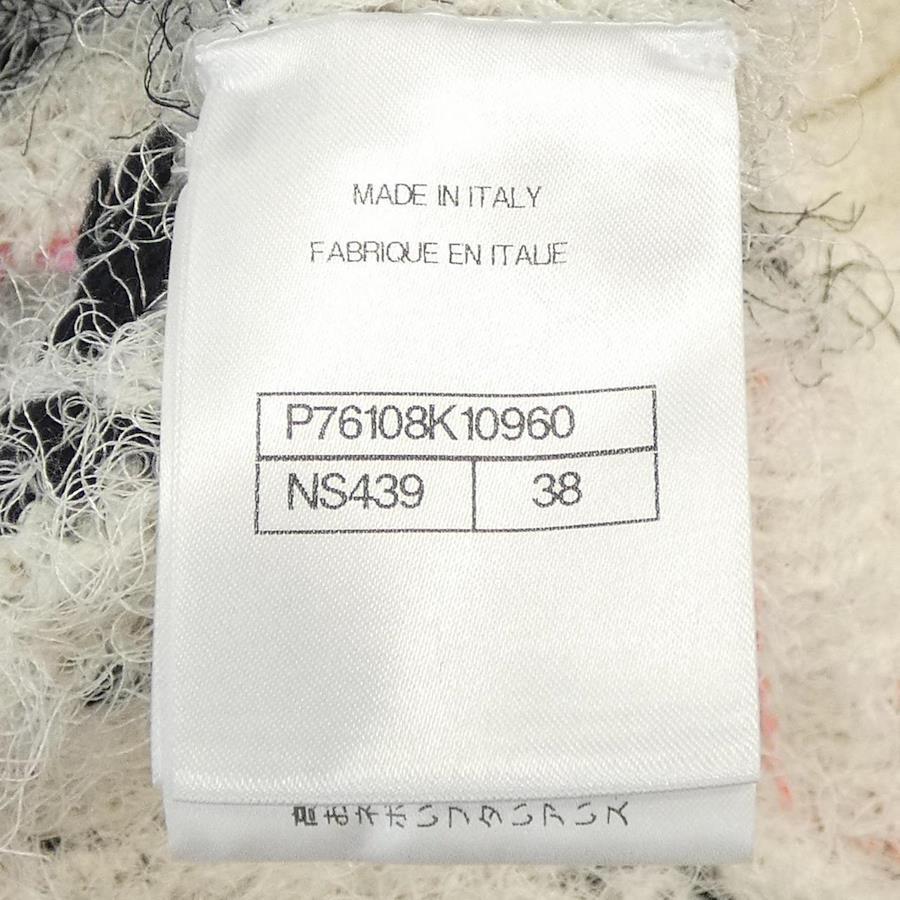 MADE IN ITALY
FABRIQUE EN ITALIE
P76108K10960
NS439 38